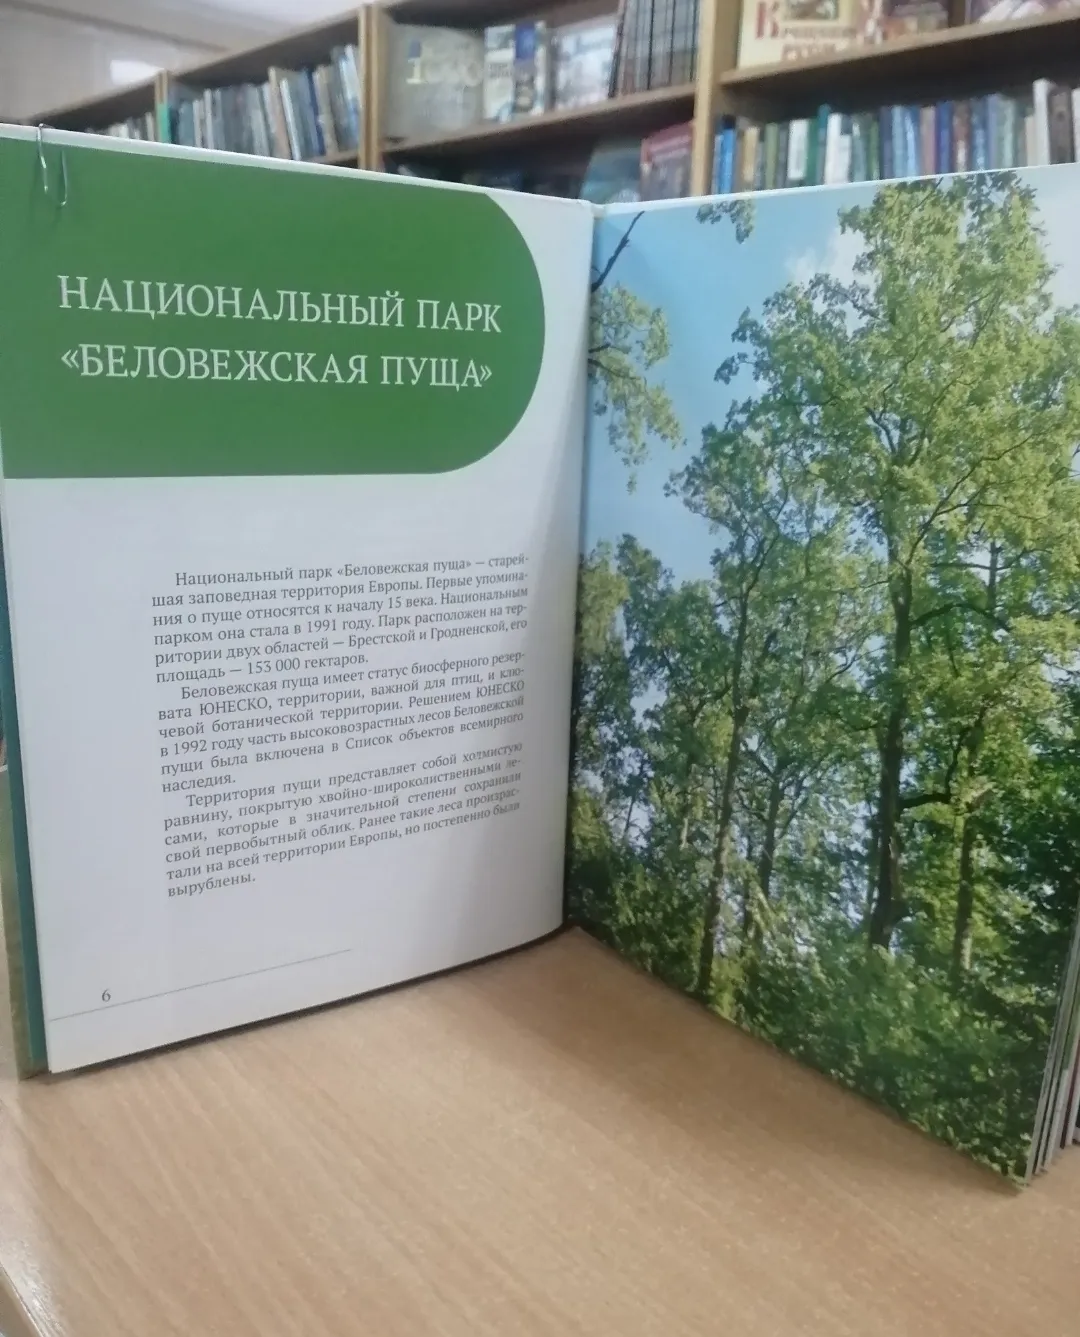 НАЦИОНАЛЬНЫЙ ПАРК
«БЕЛОВЕЖСКАЯ ПУЩА»
Национальный парк «Беловежская пуща» — старей-
шая заповедная территория Европы. Первые упомина-
ния о пуще относятся к началу 15 века. Национальным
парком она стала в 1991 году. Парк расположен на тер-
ритории двух областей — Брестской и Гродненской, его
площадь — 153 000 гектаров.
Беловежская пуща имеет статус биосферного резер-
вата ЮНЕСКО, территории, важной для птиц, и клю-
чевой ботанической территории. Решением ЮНЕСКО
в 1992 году часть высоковозрастных лесов Беловежской
пущи была включена в Список объектов всемирного
наследия.
Территория пущи представляет собой холмистую
равнину, покрытую хвойно-широколиственными ле-
сами, которые в значительной степени сохранили
свой первобытный облик. Ранее такие леса произрас-
тали на всей территории Европы, но постепенно были
вырублены.
6